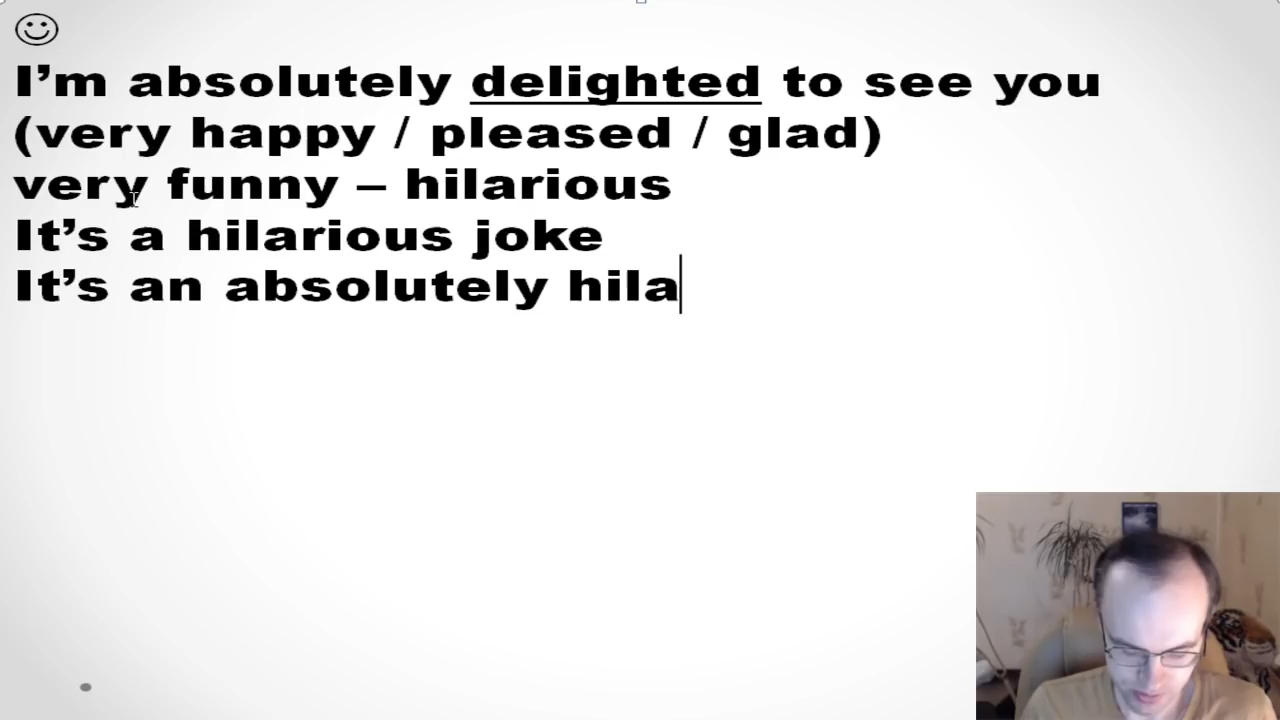 I’m absolutely delighted to see you
(very happy / pleased / glad)
very funny – hilarious
It’s a hilarious joke
It’s an absolutely hila